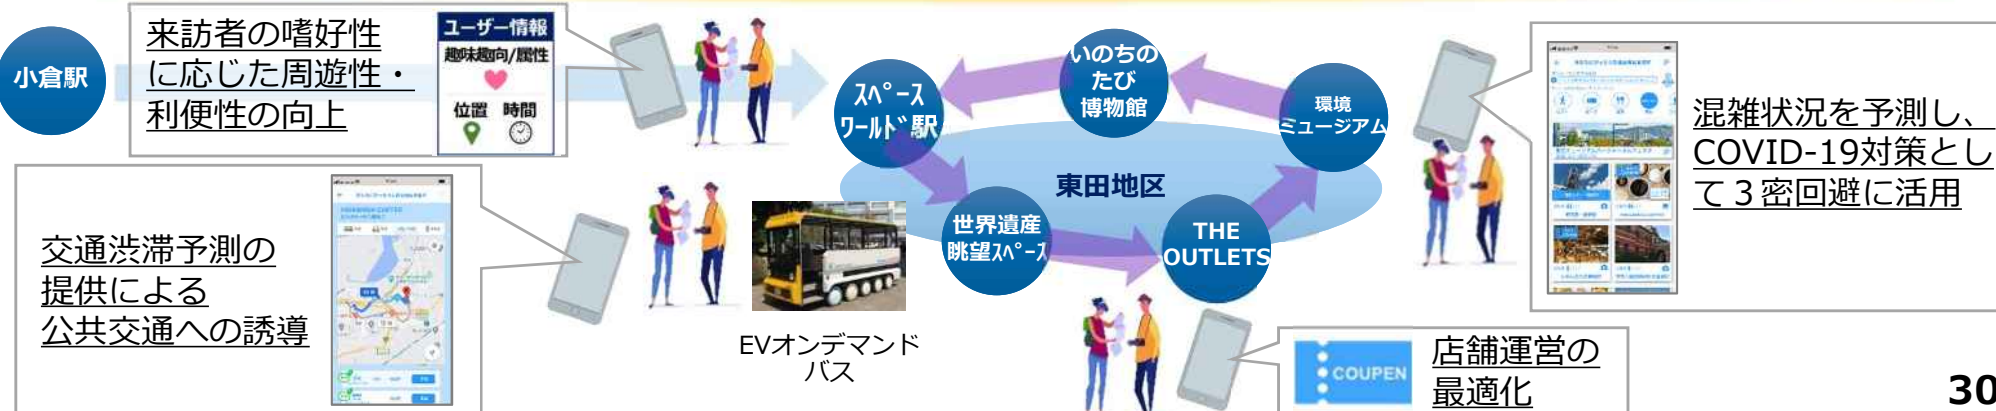 小倉駅
来訪者の嗜好性
に応じた周遊性・
利便性の向上
ユーザー情報
趣味趣向/属性
位置 時間
ｽﾍﾟｰｽ
ﾜｰﾙﾄﾞ駅
いのちの
たび
博物館
環境
ミュージアム
東田地区
世界遺産
眺望ｽﾍﾟｰｽ
THE
OUTLETS
混雑状況を予測し、
COVID-19対策とし
て３密回避に活用
交通渋滞予測の
提供による
公共交通への誘導
EVオンデマンド
バス
COUPEN
店舗運営の
最適化
30